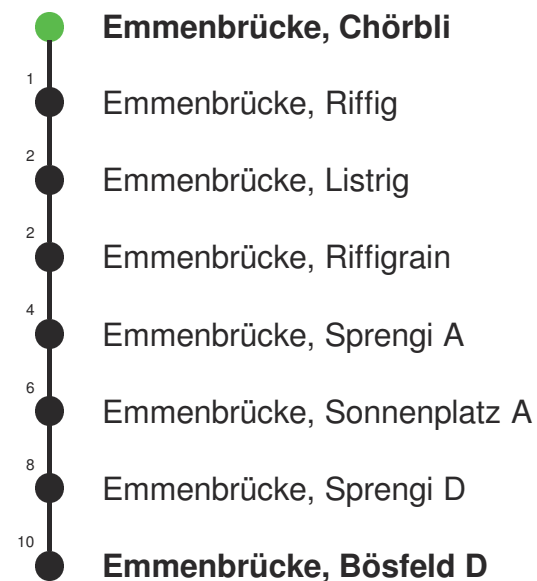 Emmenbrücke, Chörbli
1 Emmenbrücke, Riffig
2 Emmenbrücke, Listrig
2 Emmenbrücke, Riffigrain
4 Emmenbrücke, Sprengi A
6 Emmenbrücke, Sonnenplatz A
8 Emmenbrücke, Sprengi D
10 Emmenbrücke, Bösfeld D